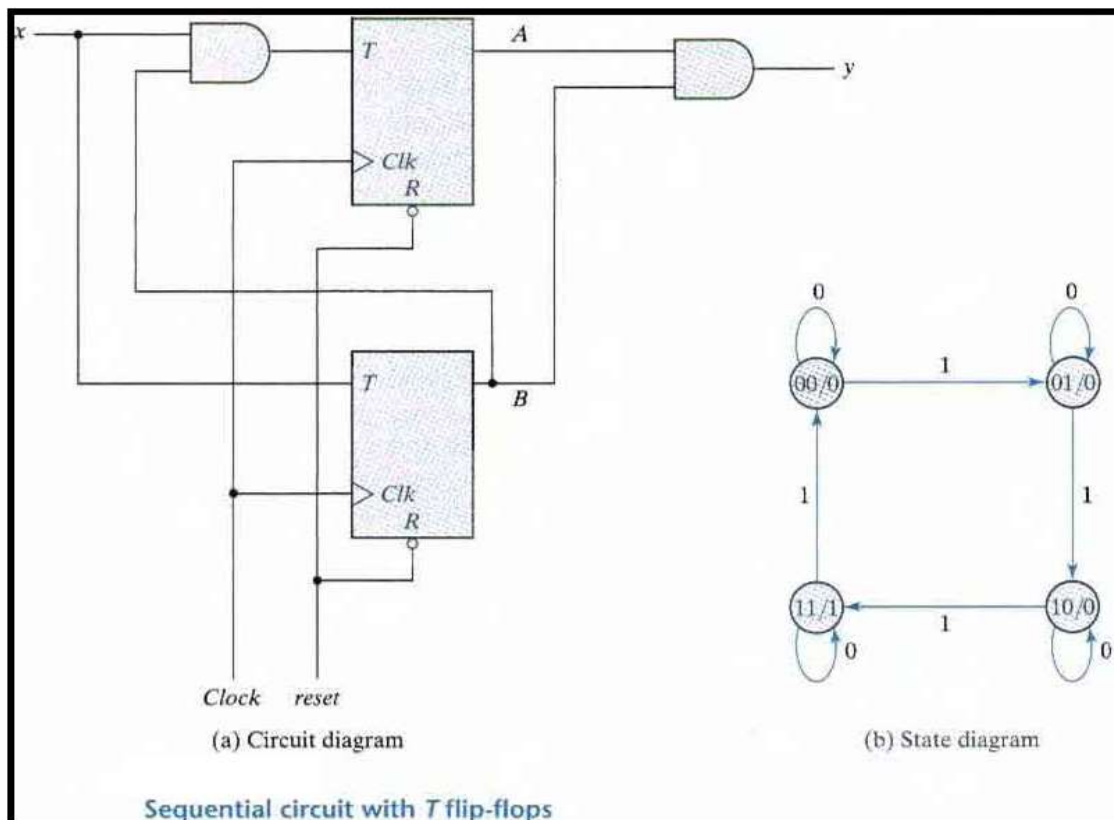 x
T
A
y
Clk
R
T
B
Clk
R
Clock reset
(a) Circuit diagram
0
0
00/0
1
01/0
1
1
11/1
1
10/0
0
0
(b) State diagram
Sequential circuit with T flip-flops